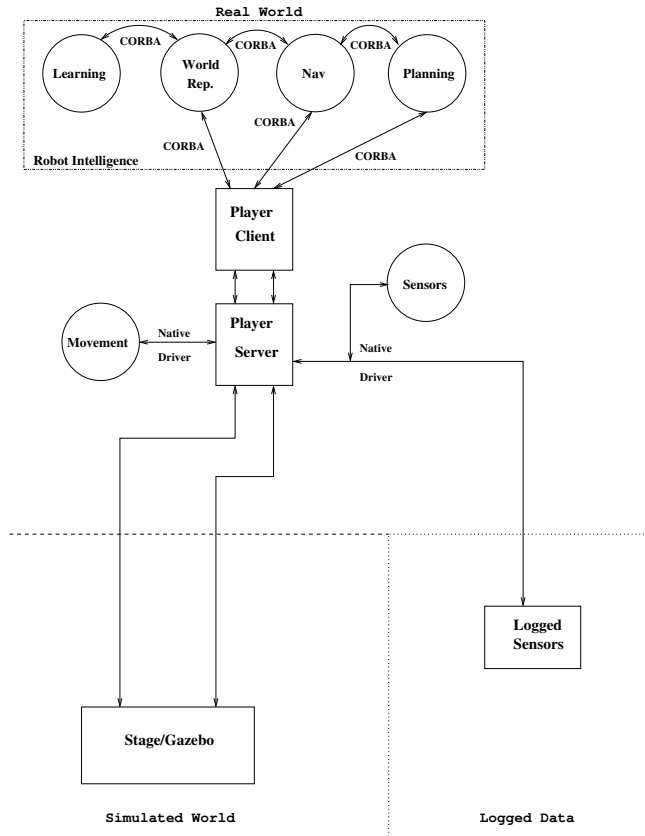 Real World
CORBA
CORBA
CORBA
Learning
World
Rep.
Nav
Planning
CORBA
CORBA
CORBA
Robot Intelligence
Player
Client
Sensors
Movement
Native
Driver
Player
Server
Native
Driver
Logged
Sensors
Stage/Gazebo
Simulated World
Logged Data